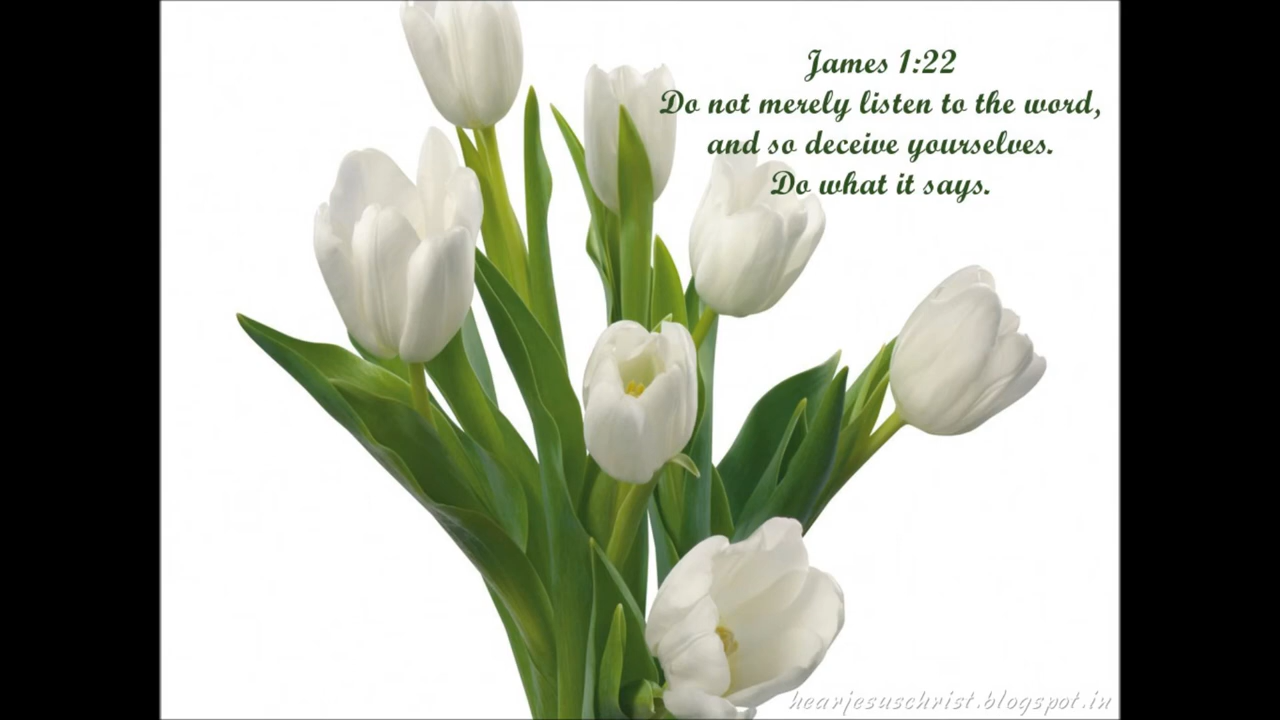 James 1:22
Do not merely listen to the word,
and so deceive yourselves.
Do what it says.
hearjesuschrist.blogspot.in